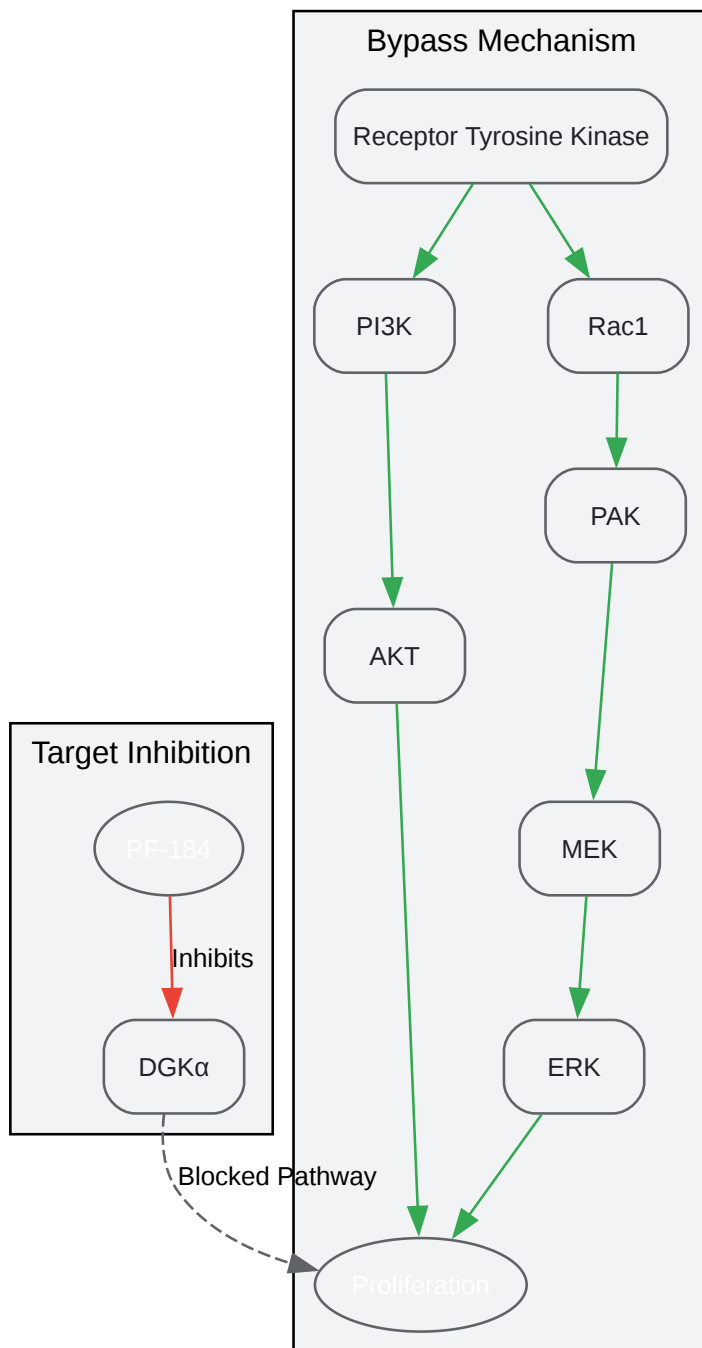 Bypass Mechanism
Receptor Tyrosine Kinase
PI3K
Rac1
PAK
AKT
Target Inhibition
PF-184
MEK
Inhibits
DGKα
ERK
Blocked Pathway
Proliferation